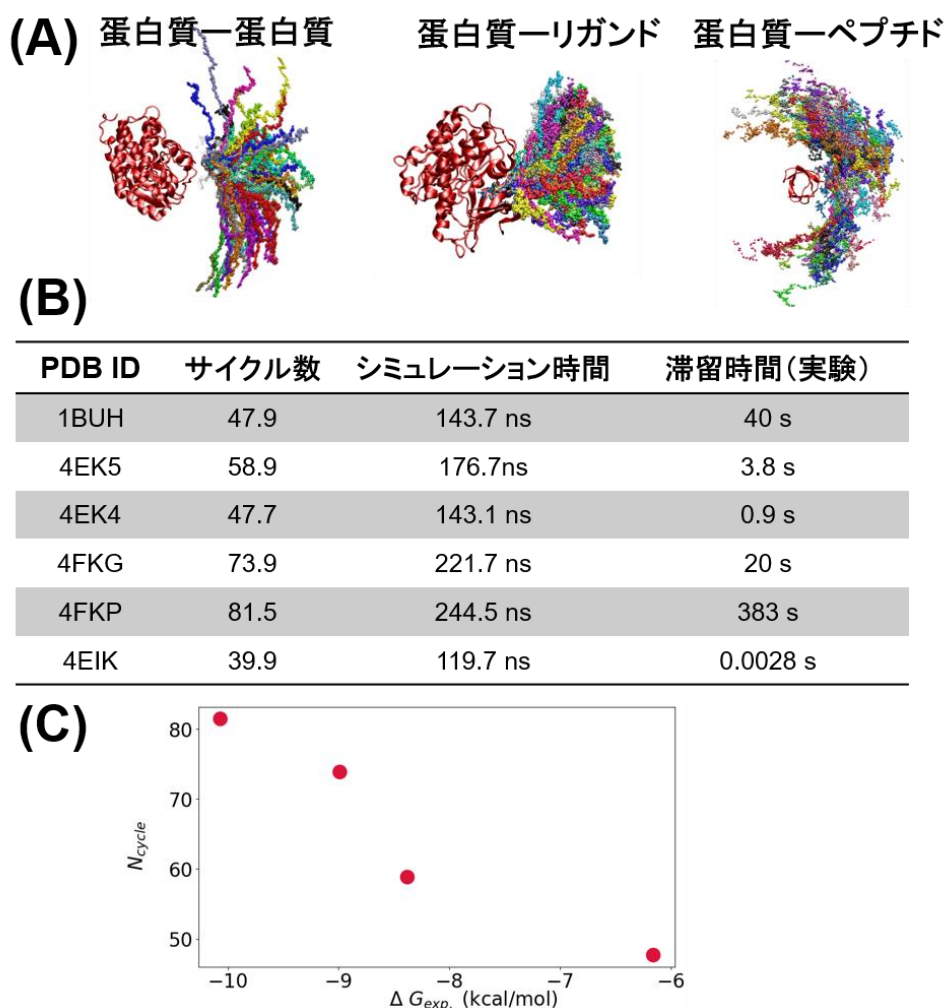 (A) 蛋白質ー蛋白質 蛋白質ーリガンド 蛋白質ーペプチド
(B)
PDB ID サイクル数 シミュレーション時間 滞留時間(実験)
1BUH 47.9 143.7 ns 40 s
4EK5 58.9 176.7ns 3.8 s
4EK4 47.7 143.1 ns 0.9 s
4FKG 73.9 221.7 ns 20 s
4FKP 81.5 244.5 ns 383 s
4EIK 39.9 119.7 ns 0.0028 s
(C)
80
70
60
50
N_cycle
−10 −9 −8 −7 −6
Δ G_exp. (kcal/mol)